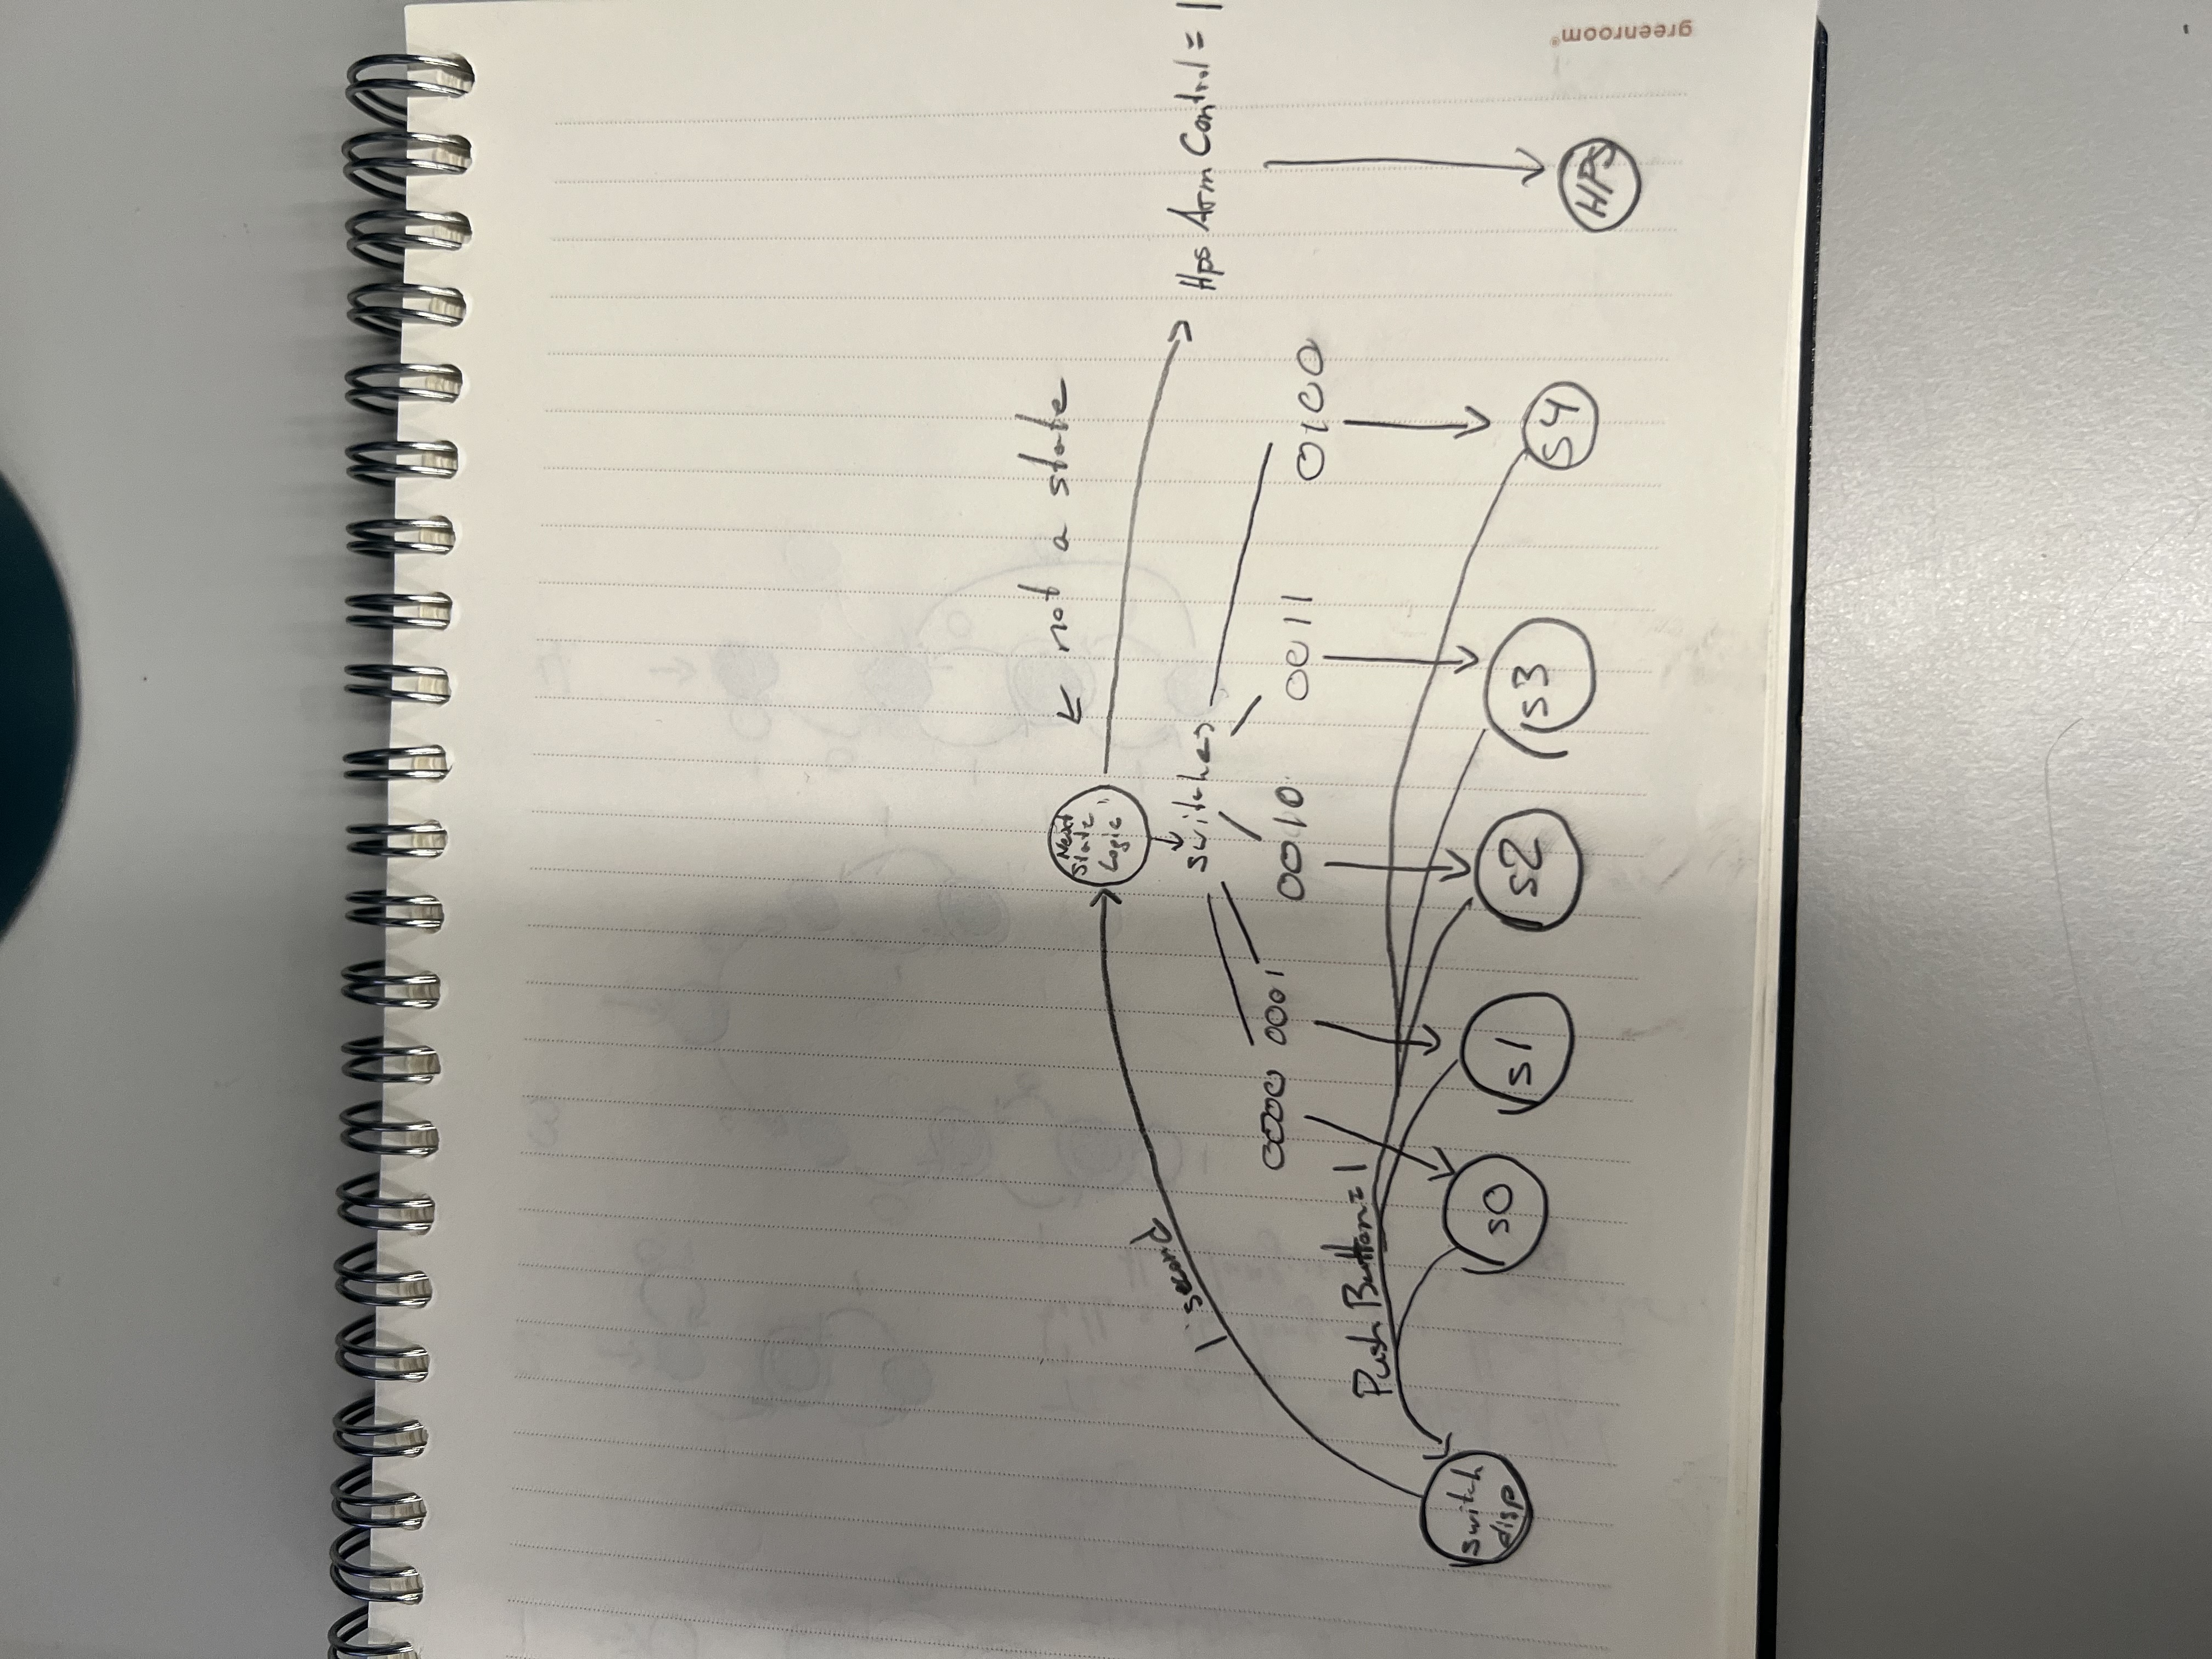 Next
State
Logic
not a state
1 second
switches
Hps Arm Control = 1
0000
0001
0010
0011
0100
Push Button = 1
switch
disp
s0
s1
s2
s3
s4
HPS
greenroom®